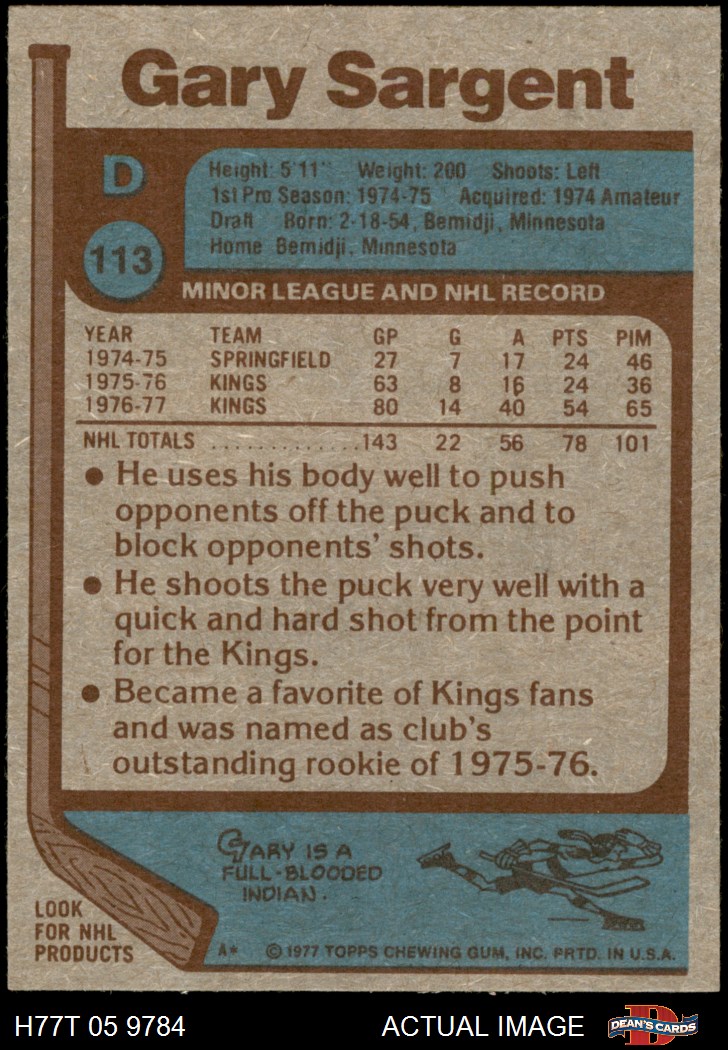 Gary Sargent
D
113
Height: 5'11" Weight: 200 Shoots: Left
1st Pro Season: 1974-75 Acquired: 1974 Amateur
Draft Born: 2-18-54, Bemidji, Minnesota
Home Bemidji, Minnesota
MINOR LEAGUE AND NHL RECORD
YEAR TEAM GP G A PTS PIM
1974-75 SPRINGFIELD 27 7 17 24 46
1975-76 KINGS 63 8 16 24 36
1976-77 KINGS 80 14 40 54 65
NHL TOTALS ..............143 22 56 78 101
• He uses his body well to push
opponents off the puck and to
block opponents' shots.
• He shoots the puck very well with a
quick and hard shot from the point
for the Kings.
• Became a favorite of Kings fans
and was named as club's
outstanding rookie of 1975-76.
GARY IS A
FULL-BLOODED
INDIAN.
LOOK
FOR NHL
PRODUCTS
A* © 1977 TOPPS CHEWING GUM, INC. PRTD. IN U.S.A.
H77T 05 9784 ACTUAL IMAGE
D
DEAN'S CARDS